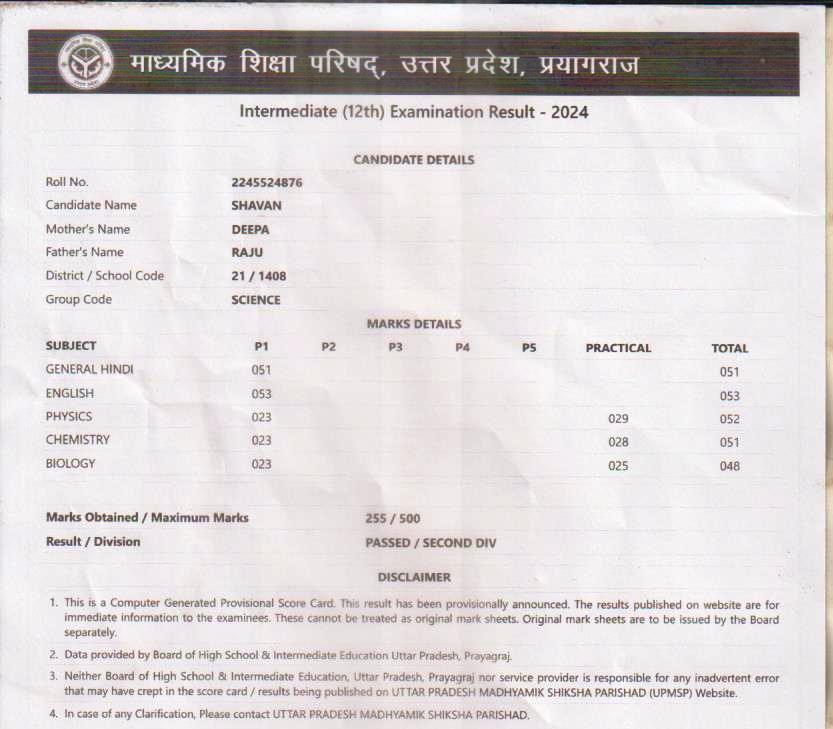 माध्यमिक शिक्षा परिषद्, उत्तर प्रदेश, प्रयागराज
Intermediate (12th) Examination Result - 2024
CANDIDATE DETAILS
Roll No. 2245524876
Candidate Name SHAVAN
Mother's Name DEEPA
Father's Name RAJU
District / School Code 21 / 1408
Group Code SCIENCE
MARKS DETAILS
SUBJECT P1 P2 P3 P4 P5 PRACTICAL TOTAL
GENERAL HINDI 051 051
ENGLISH 053 053
PHYSICS 023 029 052
CHEMISTRY 023 028 051
BIOLOGY 023 025 048
Marks Obtained / Maximum Marks 255 / 500
Result / Division PASSED / SECOND DIV
DISCLAIMER
1. This is a Computer Generated Provisional Score Card. This result has been provisionally announced. The results published on website are for
immediate information to the examinees. These cannot be treated as original mark sheets. Original mark sheets are to be issued by the Board
separately.
2. Data provided by Board of High School & Intermediate Education Uttar Pradesh, Prayagraj.
3. Neither Board of High School & Intermediate Education, Uttar Pradesh, Prayagraj nor service provider is responsible for any inadvertent error
that may have crept in the score card / results being published on UTTAR PRADESH MADHYAMIK SHIKSHA PARISHAD (UPMSP) Website.
4. In case of any Clarification, Please contact UTTAR PRADESH MADHYAMIK SHIKSHA PARISHAD.